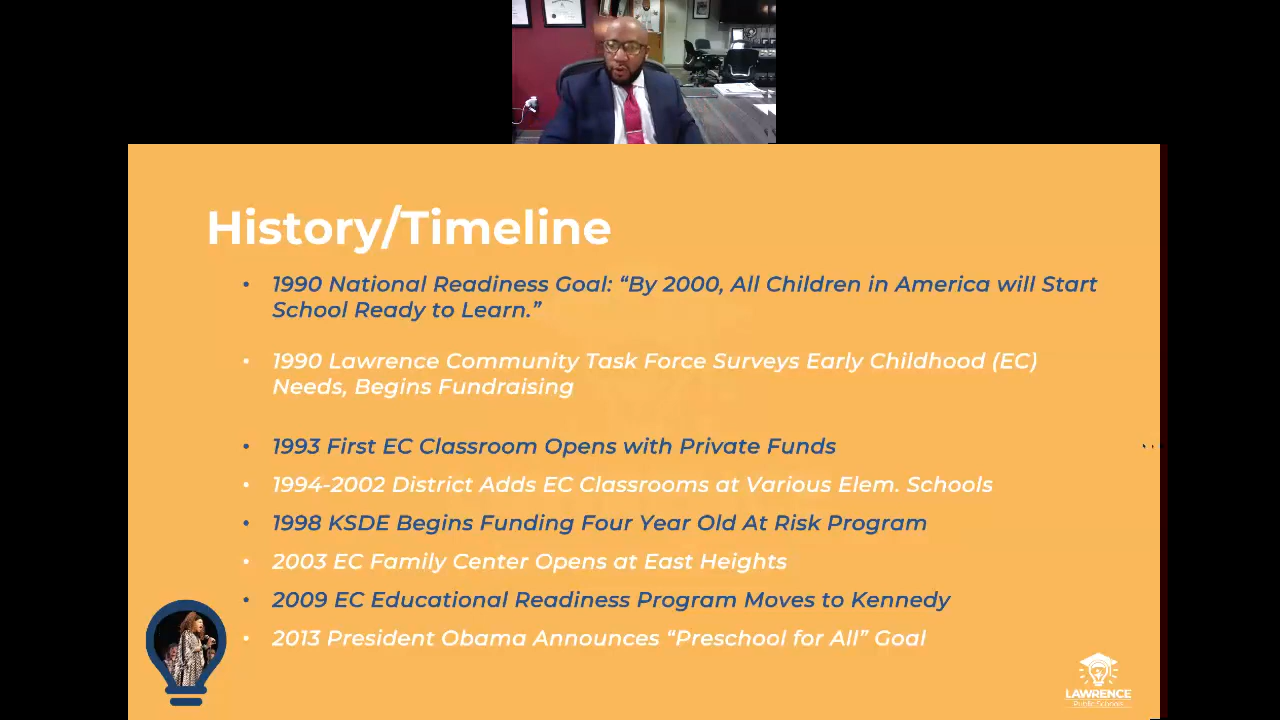 History/Timeline
• 1990 National Readiness Goal: “By 2000, All Children in America will Start
School Ready to Learn.”
• 1990 Lawrence Community Task Force Surveys Early Childhood (EC)
Needs, Begins Fundraising
• 1993 First EC Classroom Opens with Private Funds
• 1994-2002 District Adds EC Classrooms at Various Elem. Schools
• 1998 KSDE Begins Funding Four Year Old At Risk Program
• 2003 EC Family Center Opens at East Heights
• 2009 EC Educational Readiness Program Moves to Kennedy
• 2013 President Obama Announces “Preschool for All” Goal
LAWRENCE
Public Schools